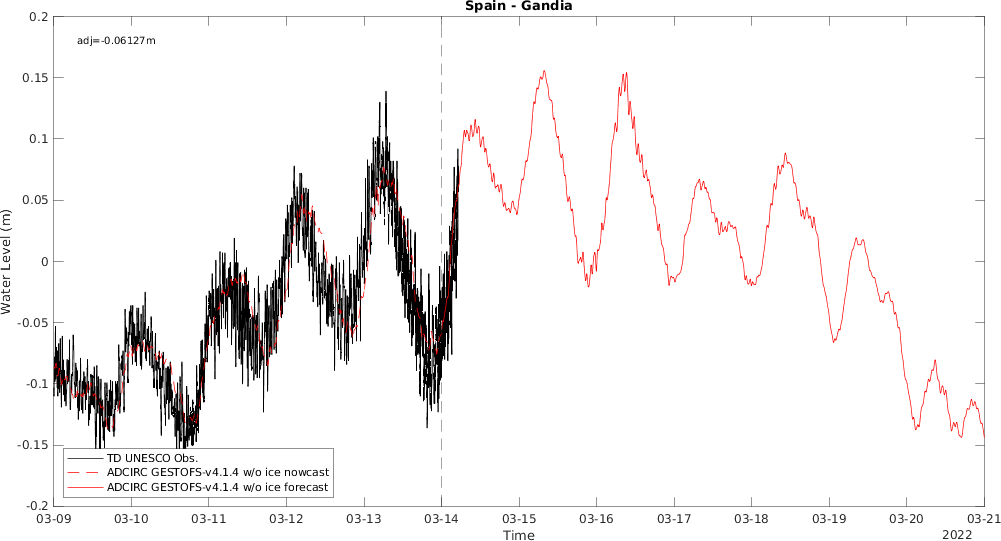 Spain - Gandia
adj=-0.06127m
0.2
0.15
0.1
0.05
0
-0.05
-0.1
-0.15
-0.2
Water Level (m)
TD UNESCO Obs.
ADCIRC GESTOFS-v4.1.4 w/o ice nowcast
ADCIRC GESTOFS-v4.1.4 w/o ice forecast
03-09 03-10 03-11 03-12 03-13 03-14 03-15 03-16 03-17 03-18 03-19 03-20 03-21
Time
2022